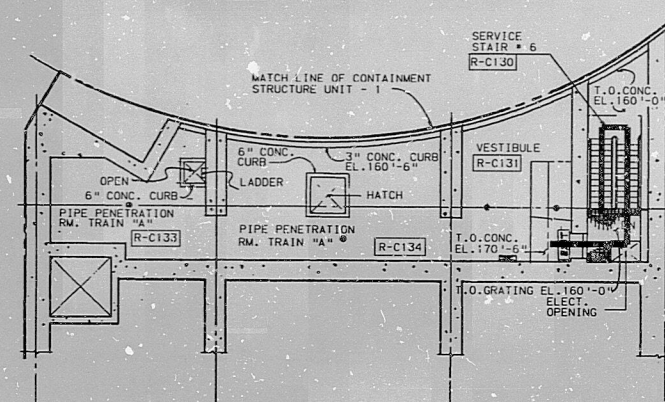 SERVICE
STAIR # 6
R-C130
MATCH LINE OF CONTAINMENT
STRUCTURE UNIT - 1
T.O.CONC.
EL.160'-0"
6" CONC.
CURB
3" CONC. CURB
EL.160'-6"
VESTIBULE
R-C131
OPEN
LADDER
6" CONC. CURB
HATCH
PIPE PENETRATION
RM. TRAIN "A"
R-C133
PIPE PENETRATION
RM. TRAIN "A"
R-C134
T.O.CONC.
EL.170'-6"
T.O.GRATING EL.160'-0"
ELECT.
OPENING